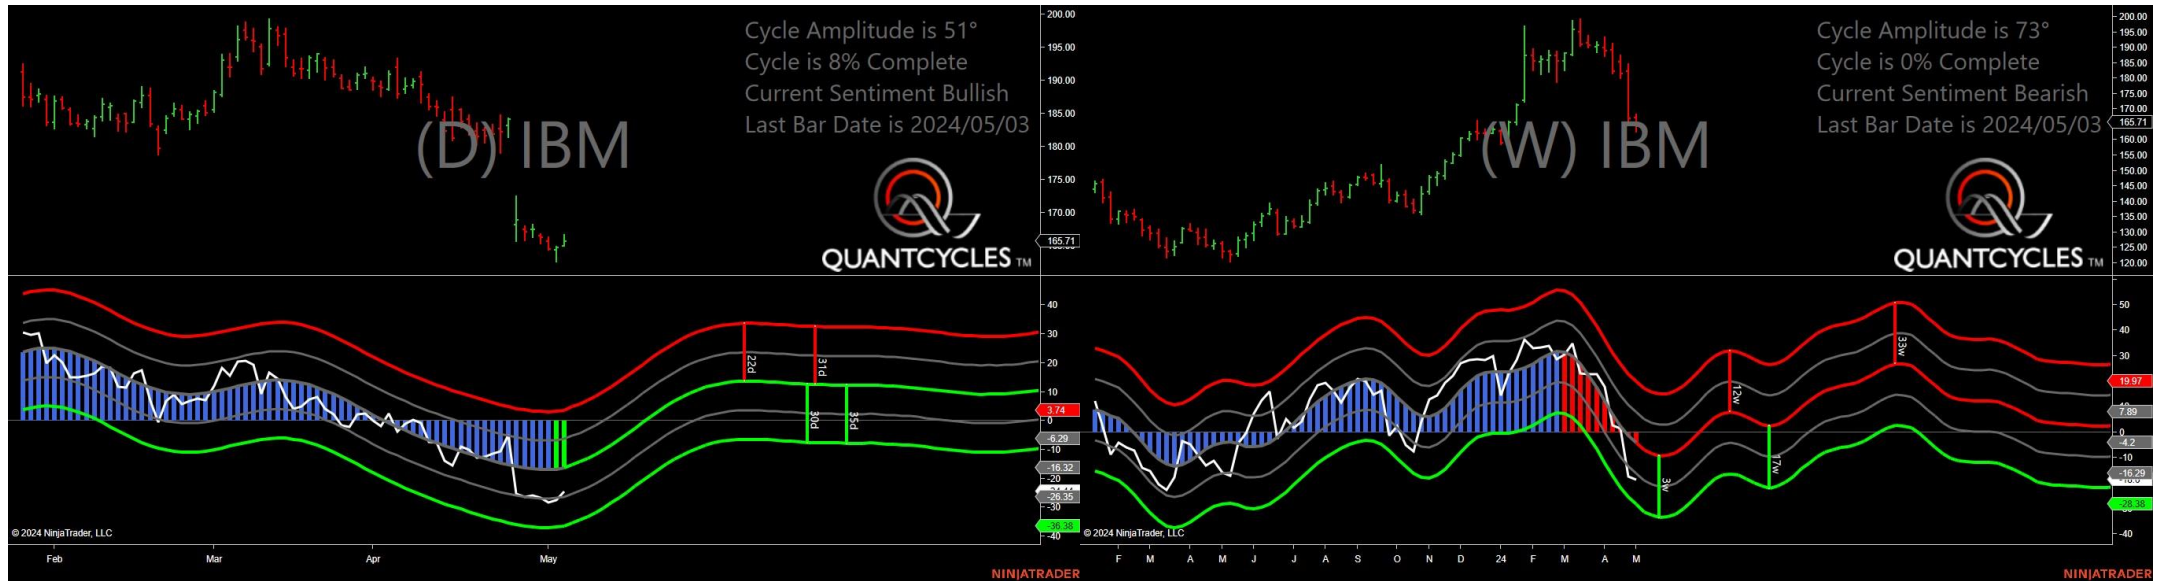 Cycle Amplitude is 51°
Cycle is 8% Complete
Current Sentiment Bullish
Last Bar Date is 2024/05/03
(D) IBM
QUANTCYCLES TM
200.00
195.00
190.00
185.00
180.00
175.00
170.00
165.71
40
30
20
10
3.74
0
-6.29
-10
-16.32
-20
-26.35
-30
-36.38
-40
22d
31d
30d
35d
© 2024 NinjaTrader, LLC
Feb Mar Apr May
NINJATRADER
Cycle Amplitude is 73°
Cycle is 0% Complete
Current Sentiment Bearish
Last Bar Date is 2024/05/03
(W) IBM
QUANTCYCLES TM
200.00
195.00
190.00
185.00
180.00
175.00
170.00
165.71
160.00
155.00
150.00
145.00
140.00
135.00
130.00
125.00
120.00
50
40
30
19.97
7.89
0
-4.2
-10
-16.29
-28.38
-40
3w
12w
17w
33w
© 2024 NinjaTrader, LLC
F M A M J J A S O N D 24 F M A M
NINJATRADER